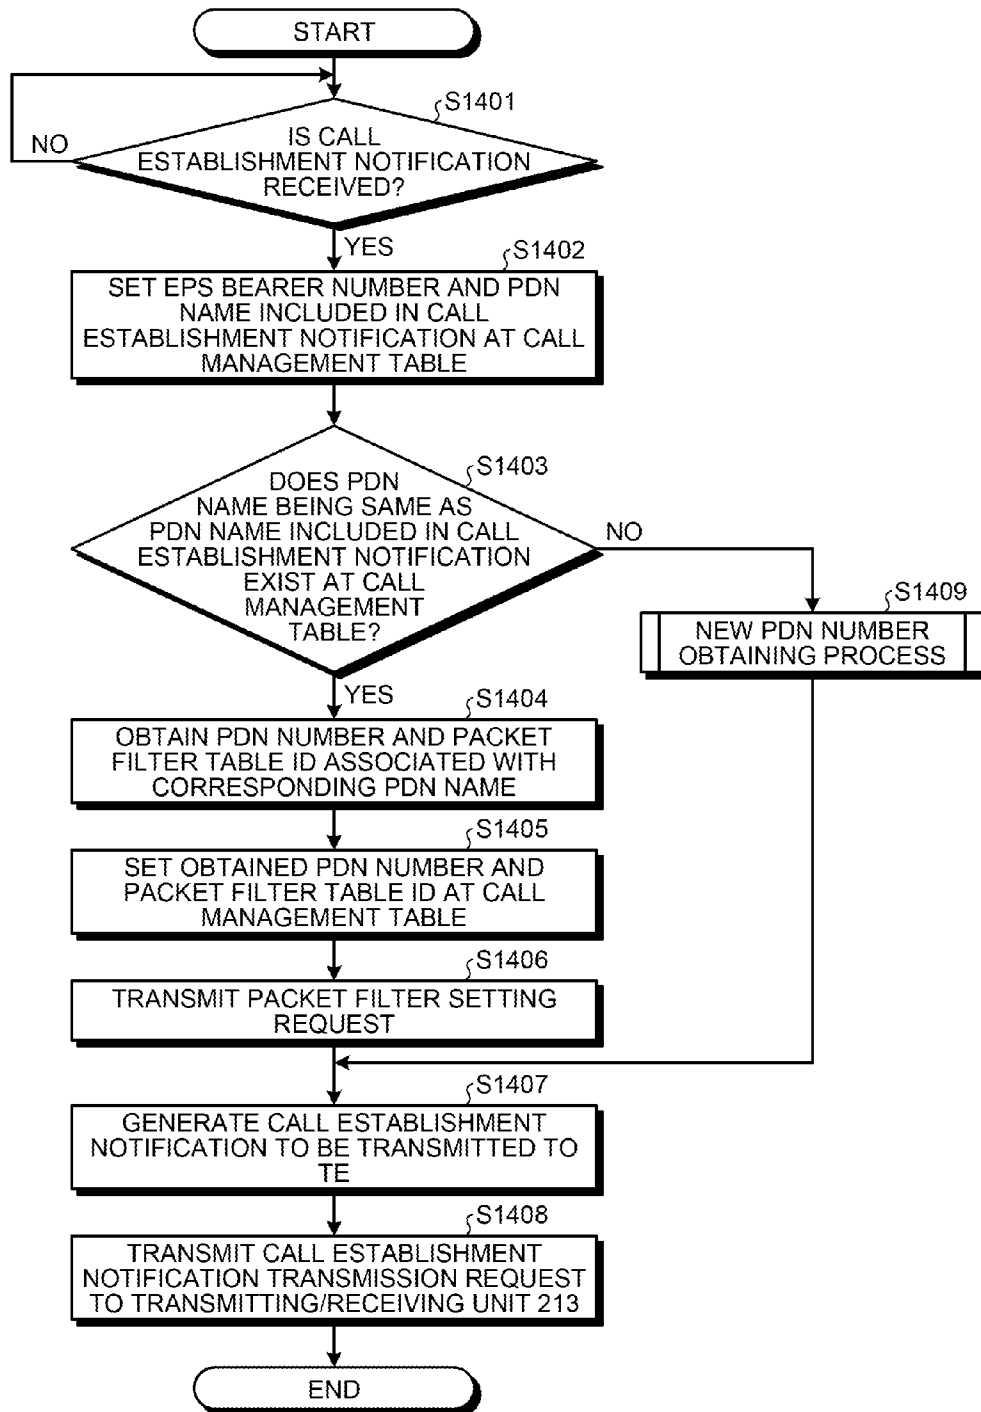 START
S1401
NO
IS CALL
ESTABLISHMENT NOTIFICATION
RECEIVED?
YES
S1402
SET EPS BEARER NUMBER AND PDN
NAME INCLUDED IN CALL
ESTABLISHMENT NOTIFICATION AT CALL
MANAGEMENT TABLE
S1403
DOES PDN
NAME BEING SAME AS
PDN NAME INCLUDED IN CALL
ESTABLISHMENT NOTIFICATION
EXIST AT CALL
MANAGEMENT
TABLE?
NO
S1409
NEW PDN NUMBER
OBTAINING PROCESS
YES
S1404
OBTAIN PDN NUMBER AND PACKET
FILTER TABLE ID ASSOCIATED WITH
CORRESPONDING PDN NAME
S1405
SET OBTAINED PDN NUMBER AND
PACKET FILTER TABLE ID AT CALL
MANAGEMENT TABLE
S1406
TRANSMIT PACKET FILTER SETTING
REQUEST
S1407
GENERATE CALL ESTABLISHMENT
NOTIFICATION TO BE TRANSMITTED TO
TE
S1408
TRANSMIT CALL ESTABLISHMENT
NOTIFICATION TRANSMISSION REQUEST
TO TRANSMITTING/RECEIVING UNIT 213
END